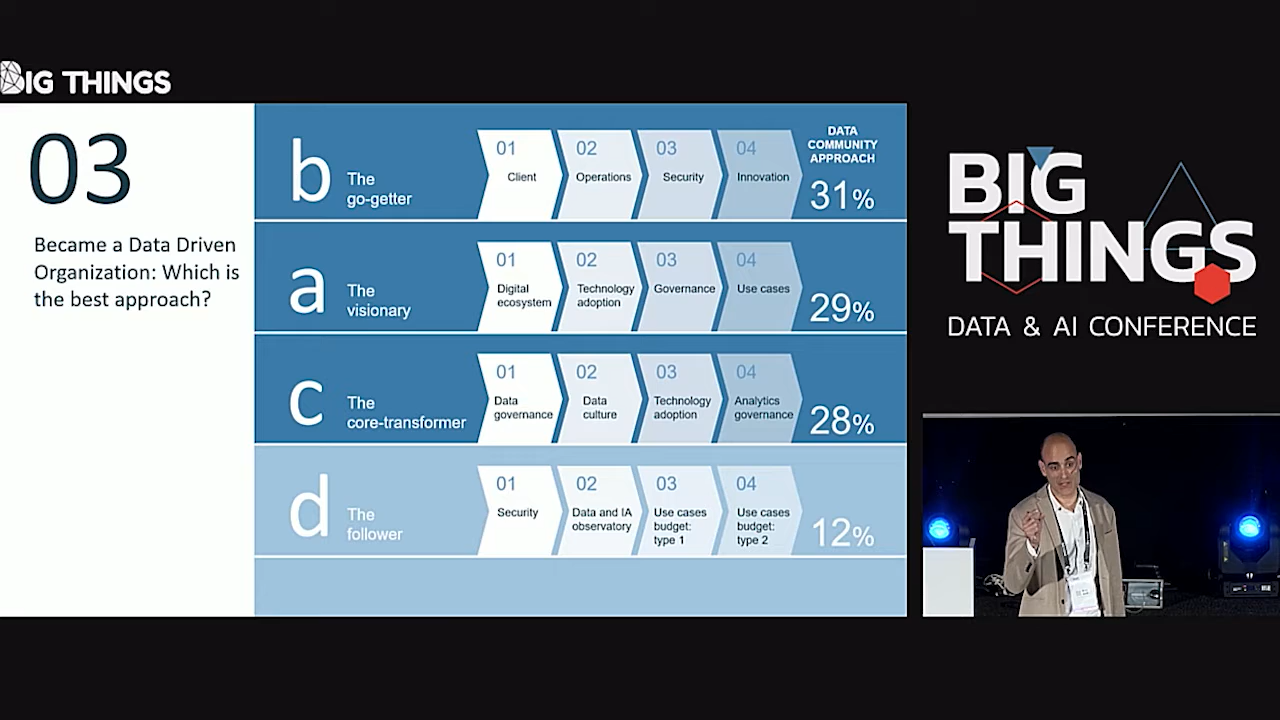 BIG THINGS
03
Became a Data Driven
Organization: Which is
the best approach?
b
The
go-getter
01
Client
02
Operations
03
Security
04
Innovation
DATA
COMMUNITY
APPROACH
31%
a
The
visionary
01
Digital
ecosystem
02
Technology
adoption
03
Governance
04
Use cases
29%
c
The
core-transformer
01
Data
governance
02
Data
culture
03
Technology
adoption
04
Analytics
governance
28%
d
The
follower
01
Security
02
Data and IA
observatory
03
Use cases
budget:
type 1
04
Use cases
budget:
type 2
12%
BIG
THINGS
DATA & AI CONFERENCE